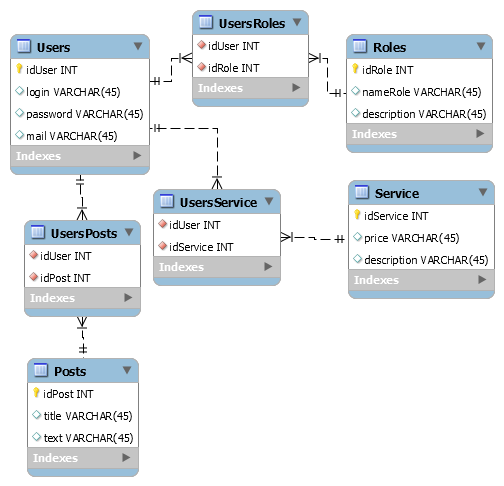 UsersRoles
idUser INT
idRole INT
Indexes
Users
idUser INT
login VARCHAR(45)
password VARCHAR(45)
mail VARCHAR(45)
Indexes
Roles
idRole INT
nameRole VARCHAR(45)
description VARCHAR(45)
Indexes
UsersService
idUser INT
idService INT
Indexes
Service
idService INT
price VARCHAR(45)
description VARCHAR(45)
Indexes
UsersPosts
idUser INT
idPost INT
Indexes
Posts
idPost INT
title VARCHAR(45)
text VARCHAR(45)
Indexes